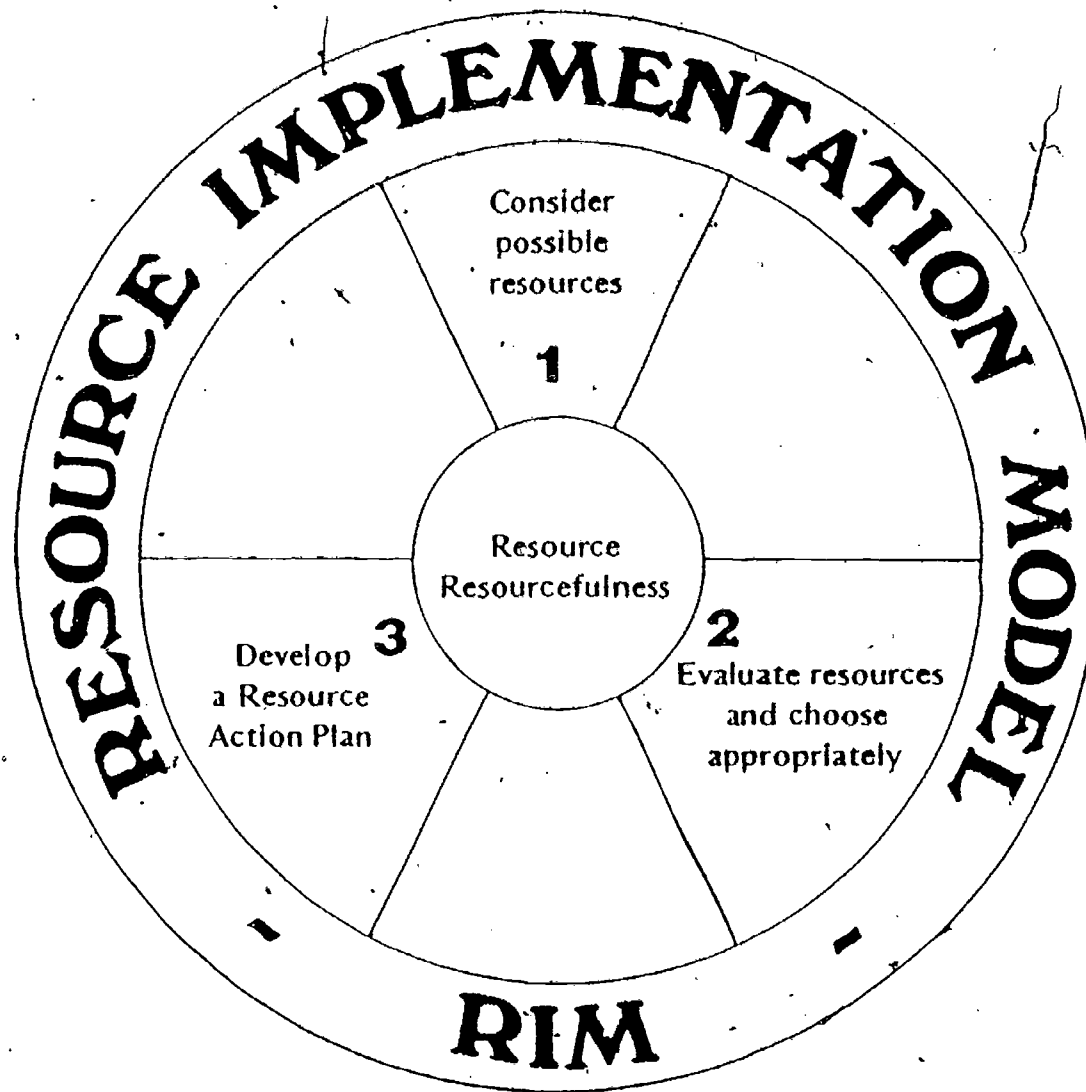 RESOURCE IMPLEMENTATION MODEL
Consider
possible
resources
1
Resource
Resourcefulness
2
Evaluate resources
and choose
appropriately
3
Develop
a Resource
Action Plan
- RIM -